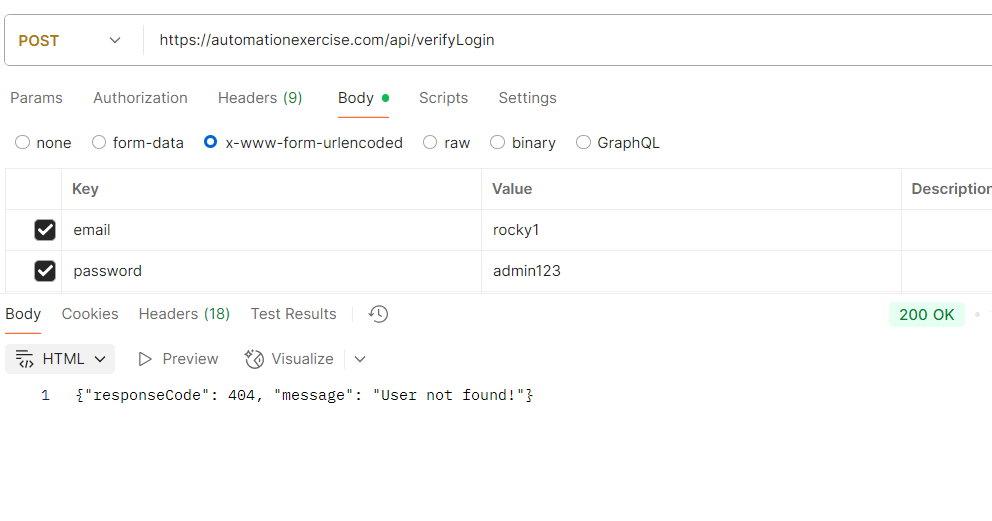 POST https://automationexercise.com/api/verifyLogin
Params Authorization Headers (9) Body Scripts Settings
none form-data x-www-form-urlencoded raw binary GraphQL
Key Value Description
email rocky1
password admin123
Body Cookies Headers (18) Test Results 200 OK
HTML Preview Visualize
1 {"responseCode": 404, "message": "User not found!"}